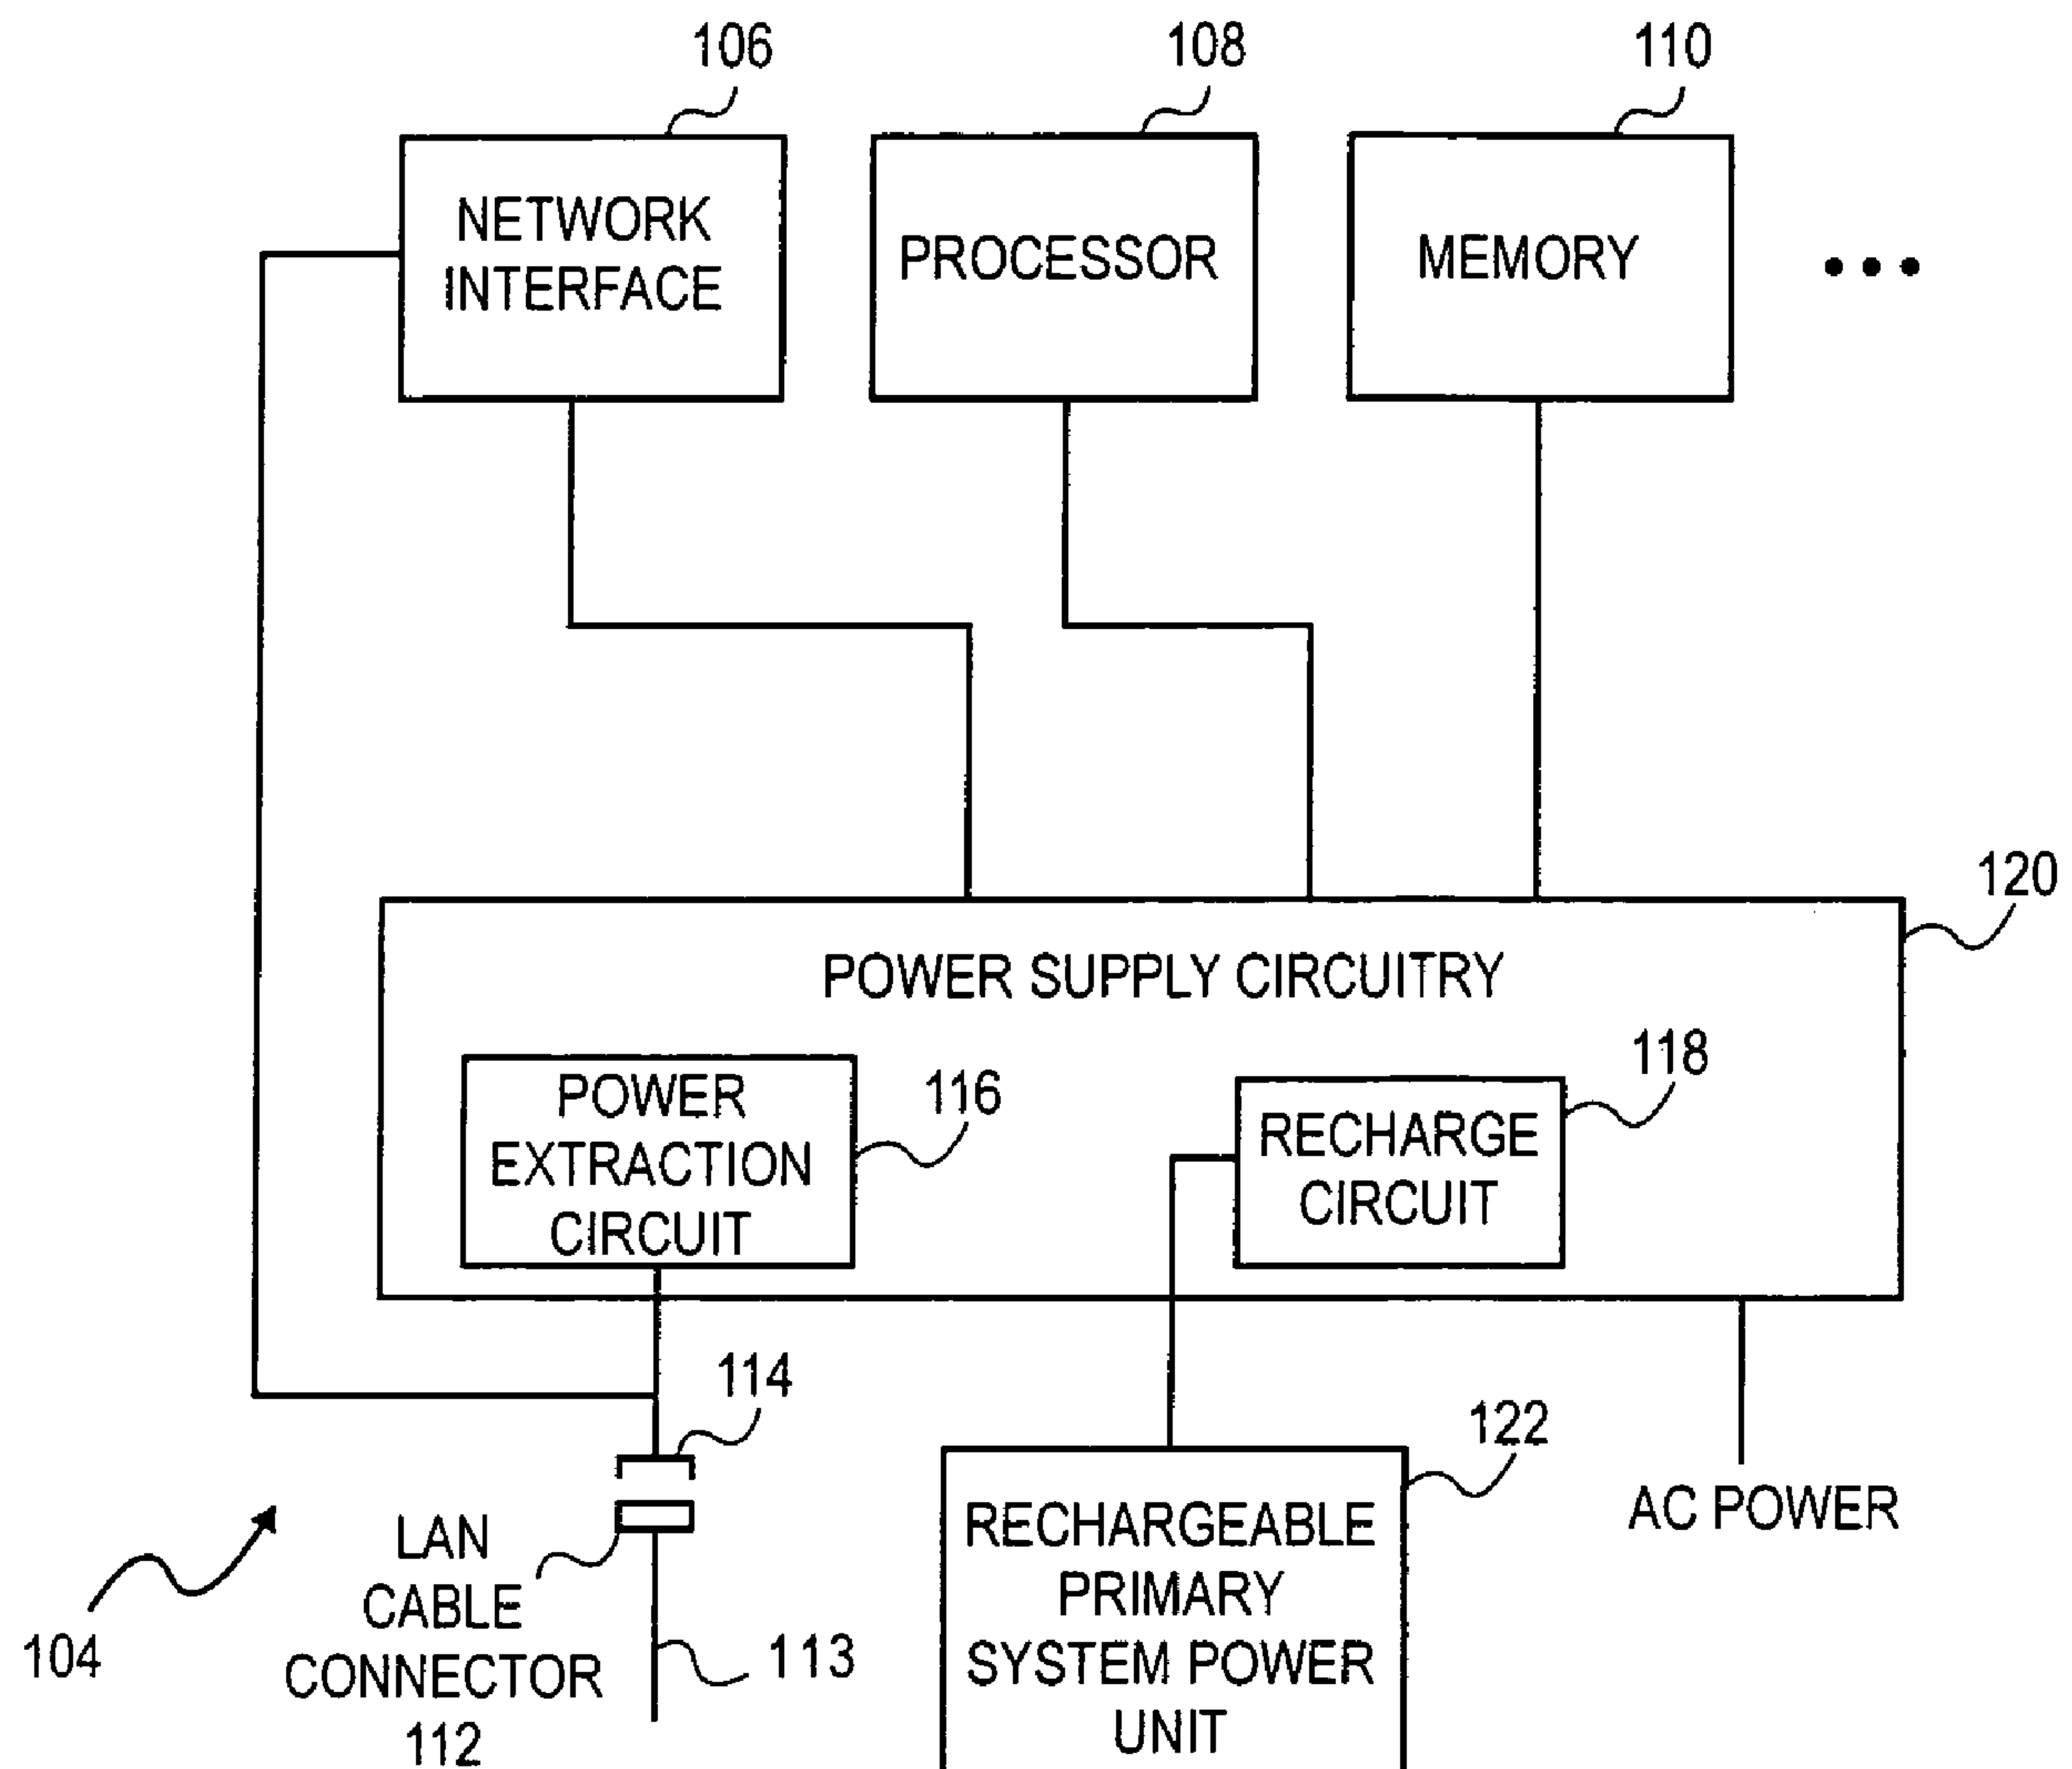 106
108
110
NETWORK
INTERFACE
PROCESSOR
MEMORY
•••
120
POWER SUPPLY CIRCUITRY
POWER
EXTRACTION
CIRCUIT
116
RECHARGE
CIRCUIT
118
114
122
LAN
CABLE
CONNECTOR
112
113
104
RECHARGEABLE
PRIMARY
SYSTEM POWER
UNIT
AC POWER